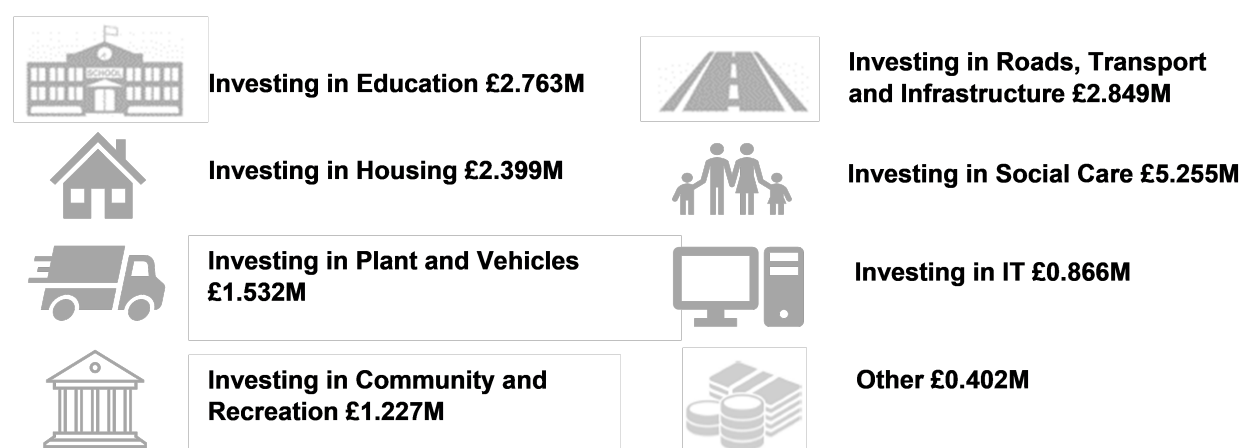 SCHOOL
Investing in Education £2.763M
Investing in Roads, Transport
and Infrastructure £2.849M
Investing in Housing £2.399M
Investing in Social Care £5.255M
Investing in Plant and Vehicles
£1.532M
Investing in IT £0.866M
Investing in Community and
Recreation £1.227M
Other £0.402M